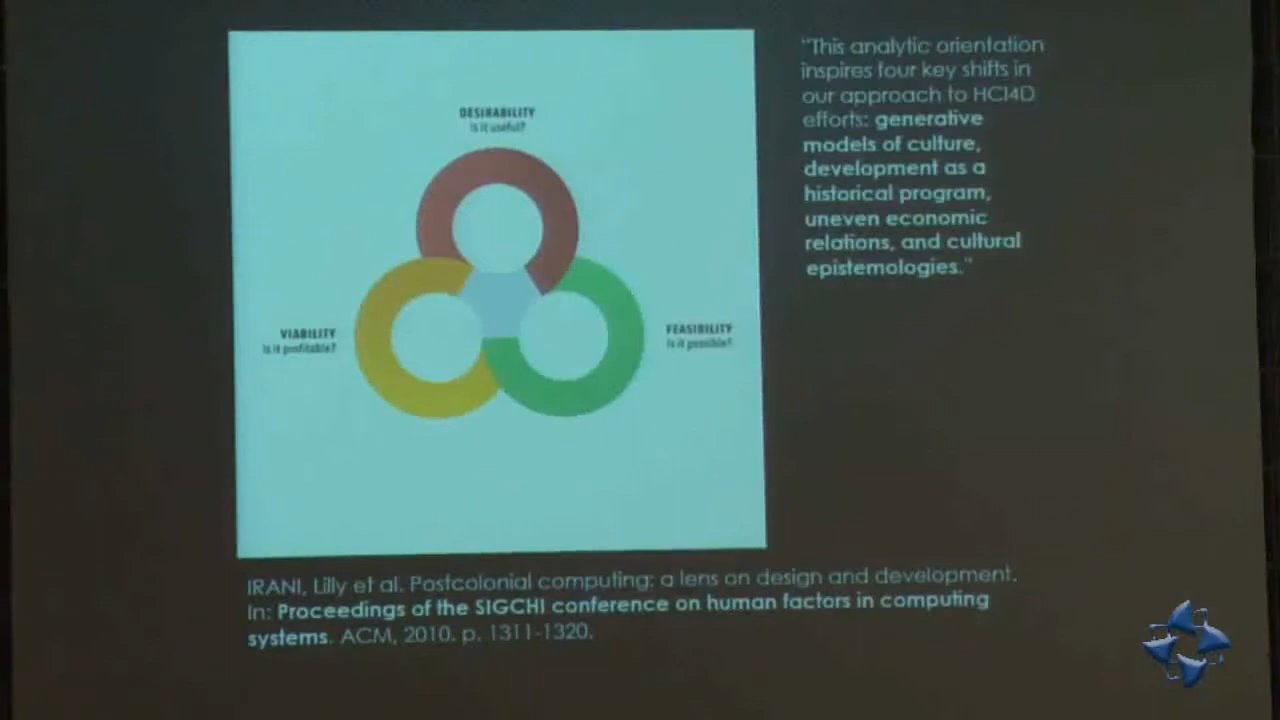 DESIRABILITY
Is it useful?
VIABILITY
Is it profitable?
FEASIBILITY
Is it possible?
"This analytic orientation
inspires four key shifts in
our approach to HCI4D
efforts: generative
models of culture,
development as a
historical program,
uneven economic
relations, and cultural
epistemologies."
IRANI, Lilly et al. Postcolonial computing: a lens on design and development.
In: Proceedings of the SIGCHI conference on human factors in computing
systems. ACM, 2010. p. 1311-1320.